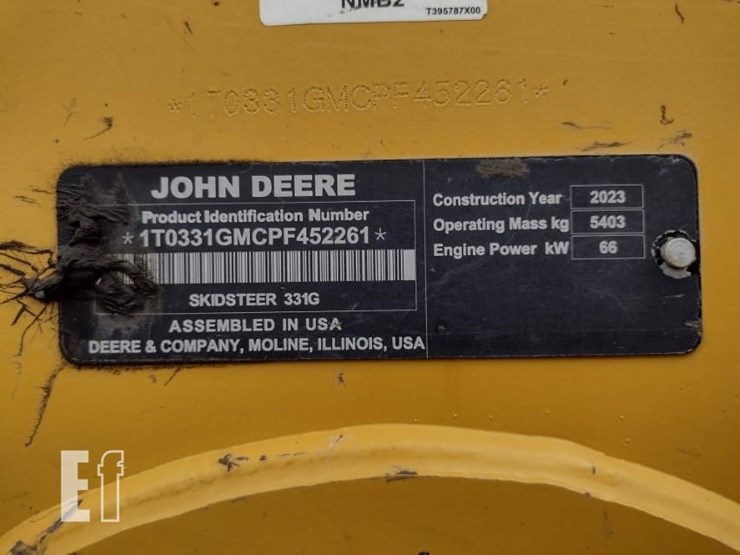 NMB2
T395787X00
*1T0331GMCPF452261*
JOHN DEERE
Product Identification Number
*1T0331GMCPF452261*
SKIDSTEER 331G
ASSEMBLED IN USA
DEERE & COMPANY, MOLINE, ILLINOIS, USA
Construction Year 2023
Operating Mass kg 5403
Engine Power kW 66
Ef